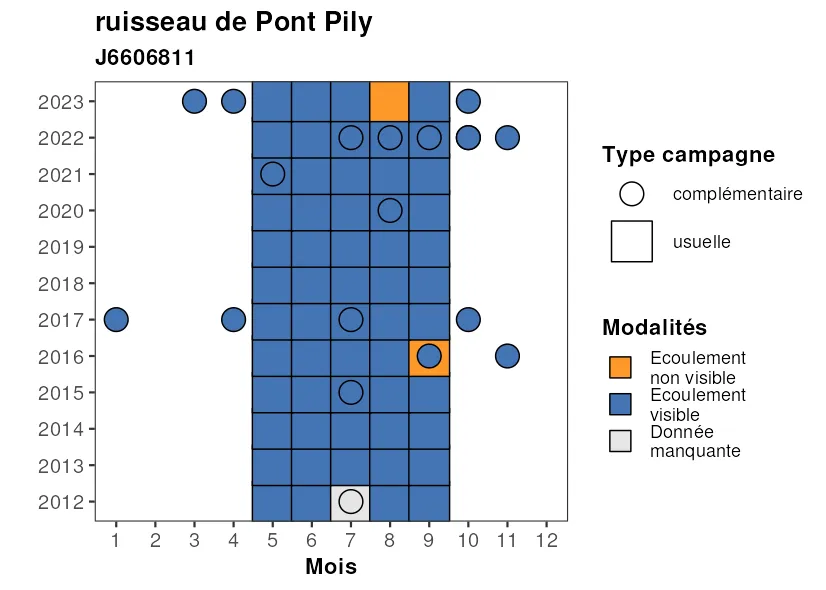 ruisseau de Pont Pily
J6606811
2023
2022
2021
2020
2019
2018
2017
2016
2015
2014
2013
2012
1 2 3 4 5 6 7 8 9 10 11 12
Mois
Type campagne
complémentaire
usuelle
Modalités
Ecoulement
non visible
Ecoulement
visible
Donnée
manquante